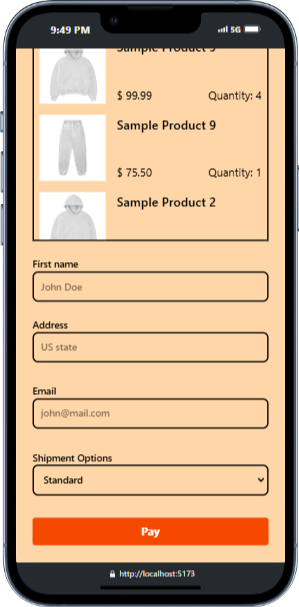 9:49 PM
5G
Sample Product 5
$ 99.99 Quantity: 4
Sample Product 9
$ 75.50 Quantity: 1
Sample Product 2
First name
John Doe
Address
US state
Email
john@mail.com
Shipment Options
Standard
Pay
http://localhost:5173